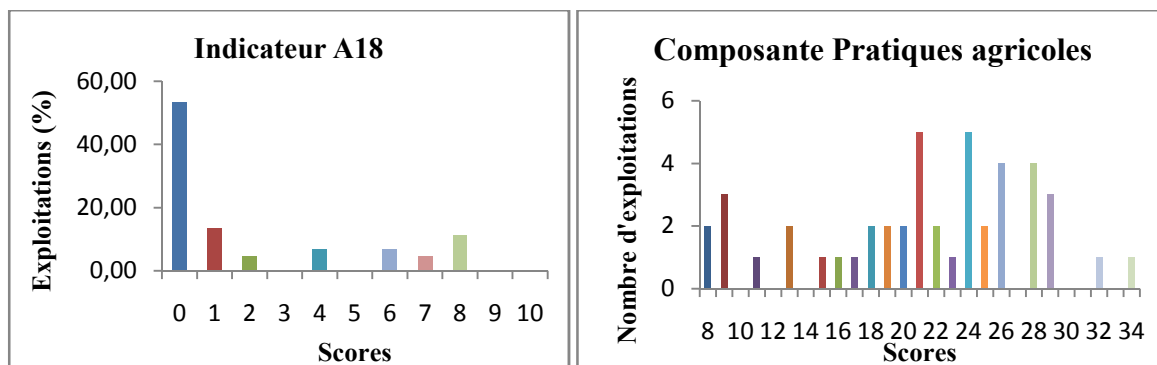 Indicateur A18
Exploitations (%)
60,00
40,00
20,00
0,00
0 1 2 3 4 5 6 7 8 9 10
Scores
Composante Pratiques agricoles
Nombre d'exploitations
6
4
2
0
8 10 12 14 16 18 20 22 24 26 28 30 32 34
Scores